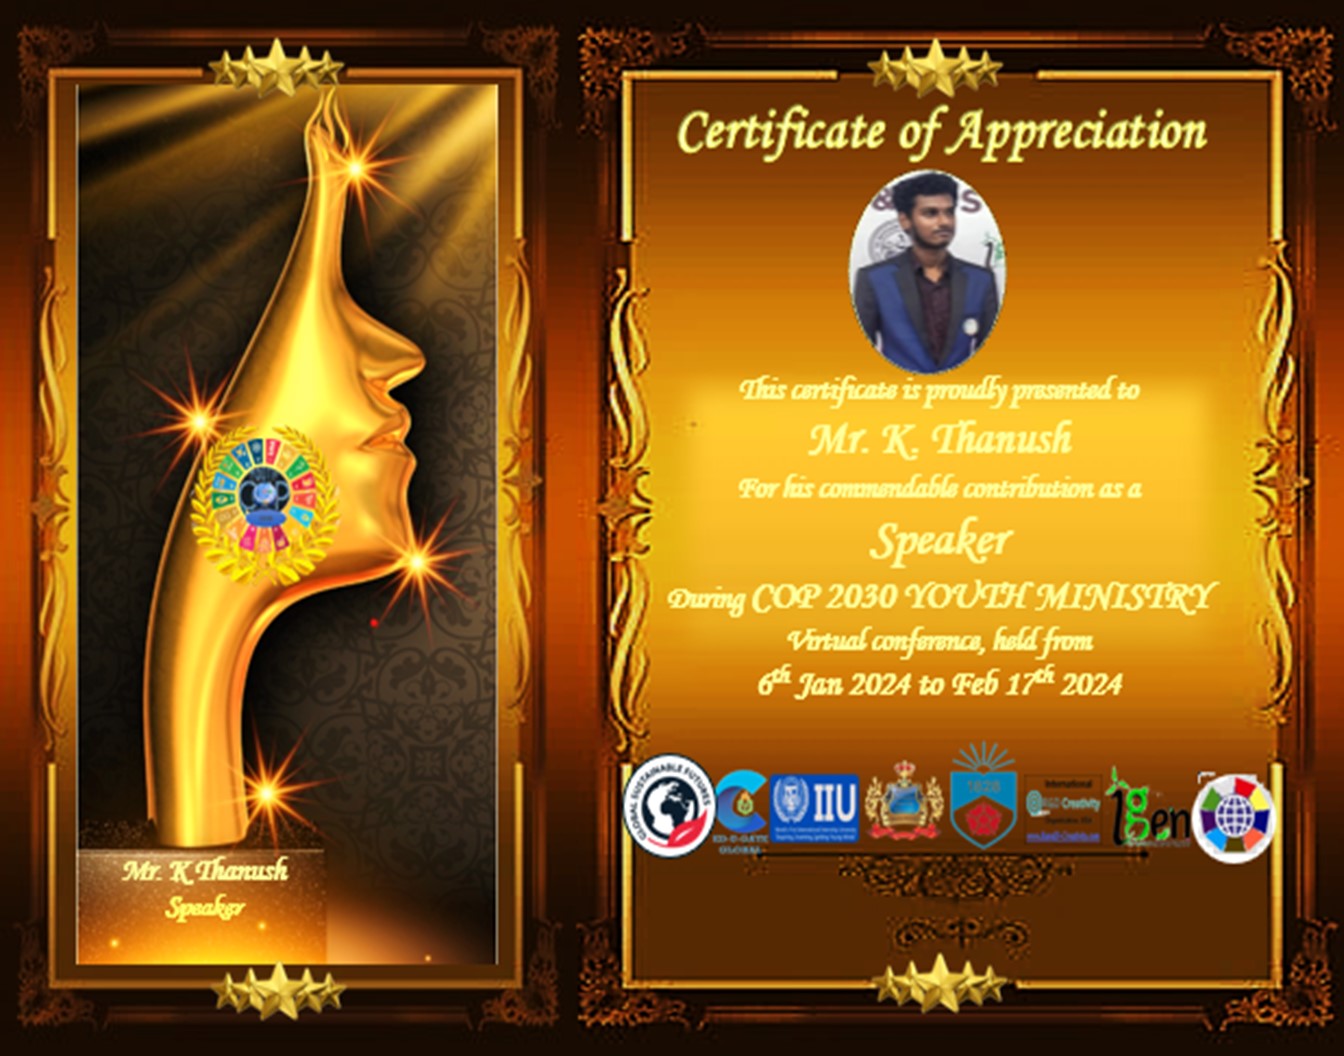 Mr. K Thanush
Speaker
Certificate of Appreciation
This certificate is proudly presented to
Mr. K. Thanush
For his commendable contribution as a
Speaker
During COP 2030 YOUTH MINISTRY
Virtual conference, held from
6th Jan 2024 to Feb 17th 2024
GLOBAL SUSTAINABLE FUTURES
GLOBAL
IIU
1828
International
Creativity
1gen